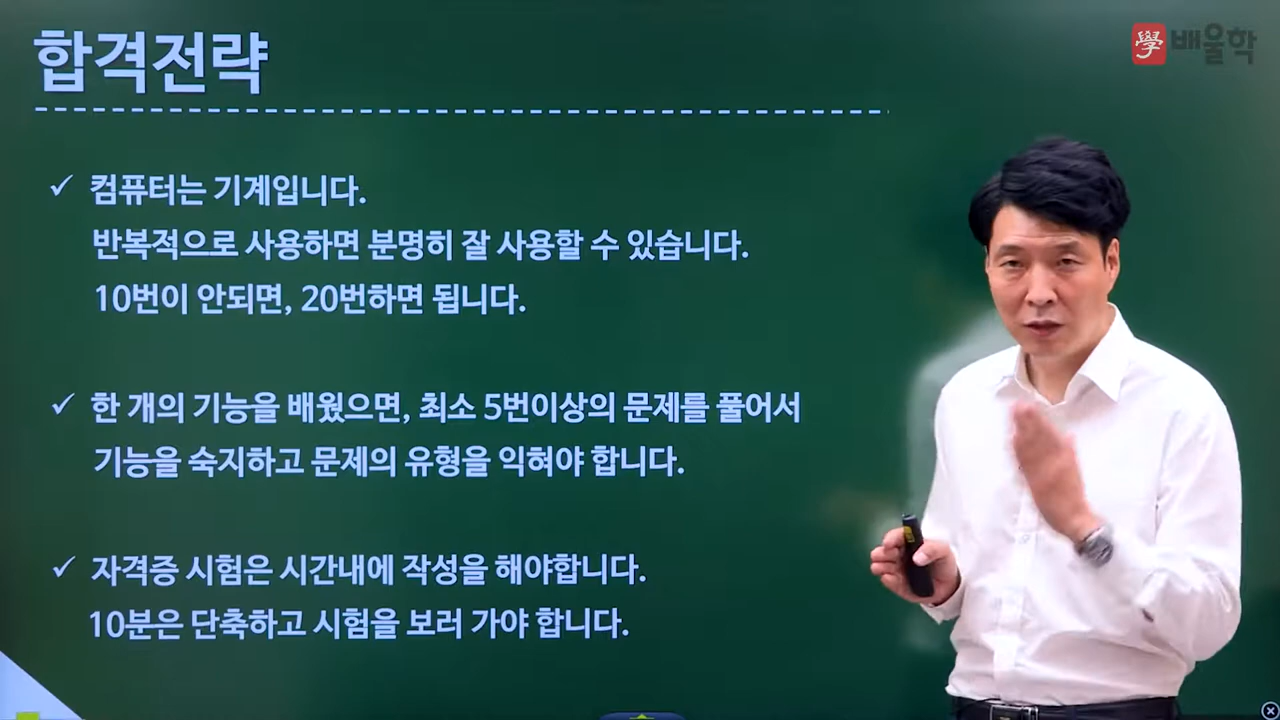 합격전략
學 배울학
컴퓨터는 기계입니다.
반복적으로 사용하면 분명히 잘 사용할 수 있습니다.
10번이 안되면, 20번하면 됩니다.
한 개의 기능을 배웠으면, 최소 5번이상의 문제를 풀어서
기능을 숙지하고 문제의 유형을 익혀야 합니다.
자격증 시험은 시간내에 작성을 해야합니다.
10분은 단축하고 시험을 보러 가야 합니다.